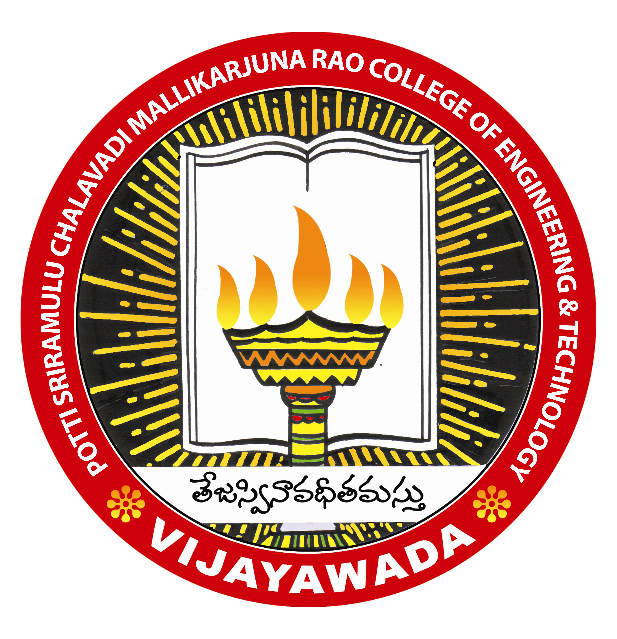 POTTI SRIRAMULU CHALAVADI MALLIKARJUNA RAO COLLEGE OF ENGINEERING & TECHNOLOGY
తేజస్వినావధీతమస్తు
VIJAYAWADA